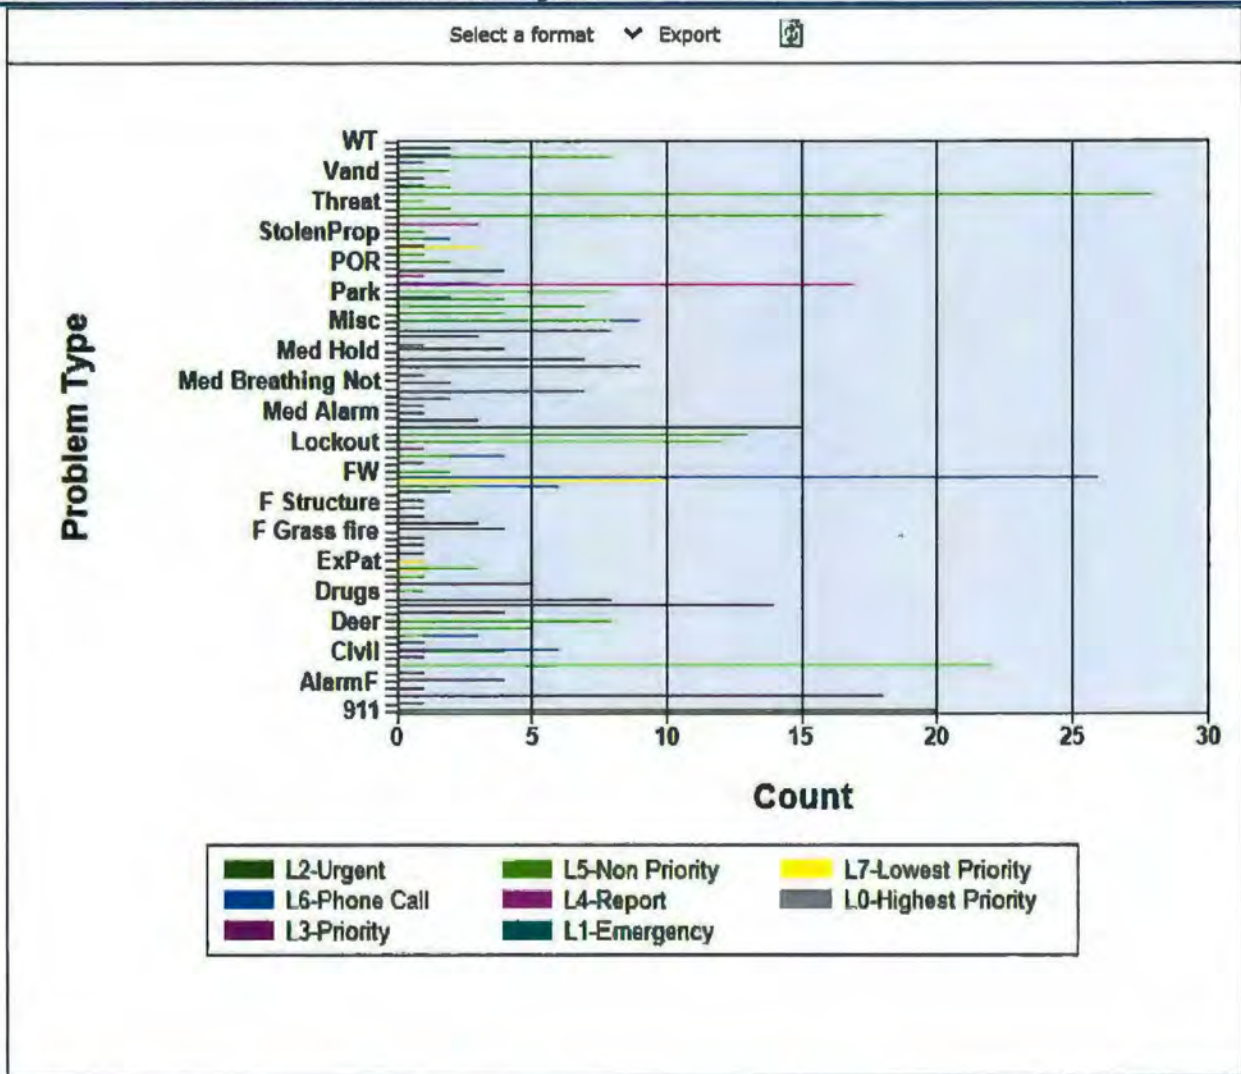 Select a format Export
Problem Type
WT
Vand
Threat
StolenProp
POR
Park
Misc
Med Hold
Med Breathing Not
Med Alarm
Lockout
FW
F Structure
F Grass fire
ExPat
Drugs
Deer
Civil
AlarmF
911
0 5 10 15 20 25 30
Count
L2-Urgent L5-Non Priority L7-Lowest Priority
L6-Phone Call L4-Report L0-Highest Priority
L3-Priority L1-Emergency